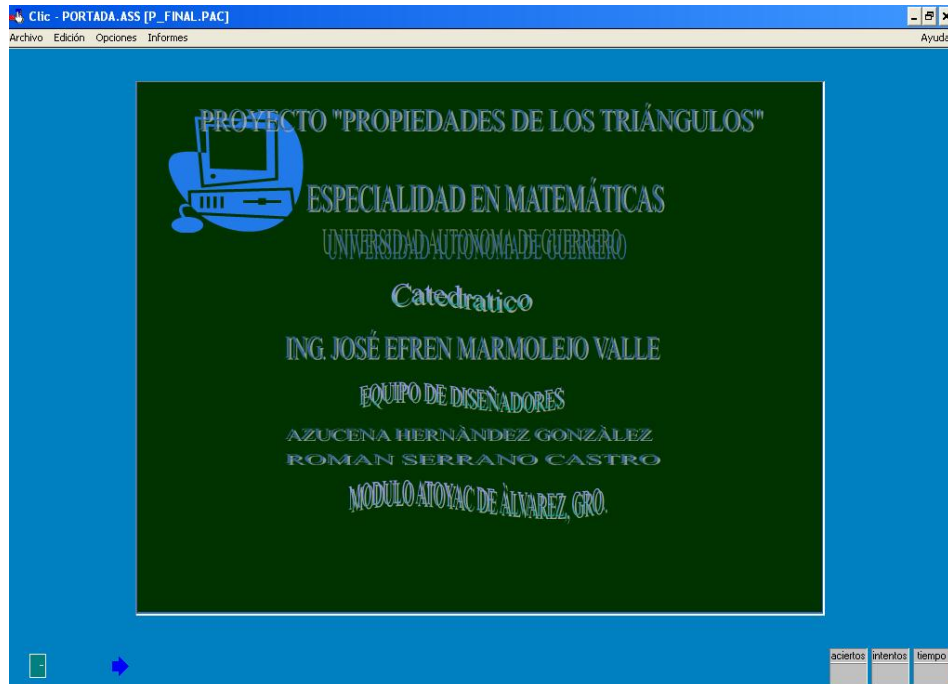 Clic - PORTADA.ASS [P_FINAL.PAC]
Archivo Edición Opciones Informes Ayuda
PROYECTO "PROPIEDADES DE LOS TRIÁNGULOS"
ESPECIALIDAD EN MATEMÁTICAS
UNIVERSIDAD AUTONOMA DE GUERRERO
Catedratico
ING. JOSÉ EFREN MARMOLEJO VALLE
EQUIPO DE DISEÑADORES
AZUCENA HERNÀNDEZ GONZÀLEZ
ROMAN SERRANO CASTRO
MODULO ATOYAC DE ÀLVAREZ, GRO.
aciertos intentos tiempo